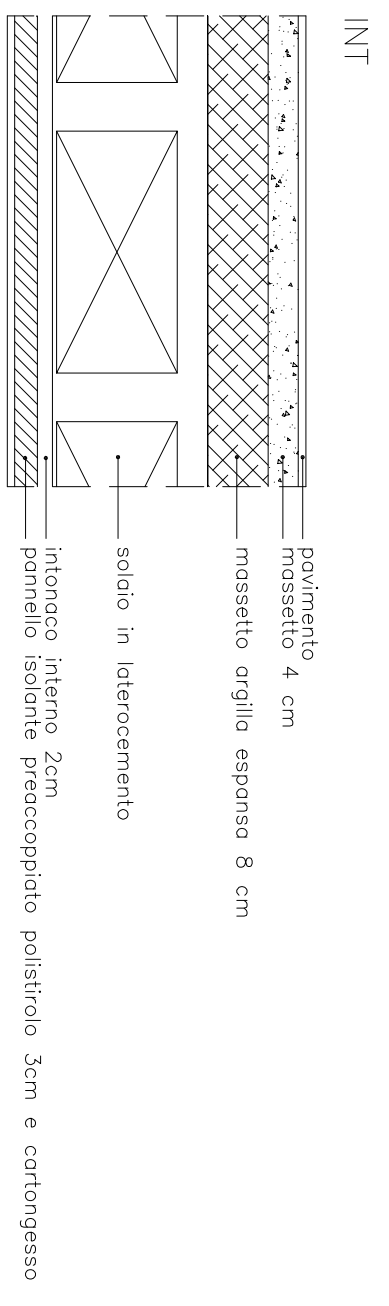 INT
pavimento
massetto 4 cm
massetto argilla espansa 8 cm
solaio in laterocemento
intonaco interno 2cm
pannello isolante preaccoppiato polistirolo 3cm e cartongesso